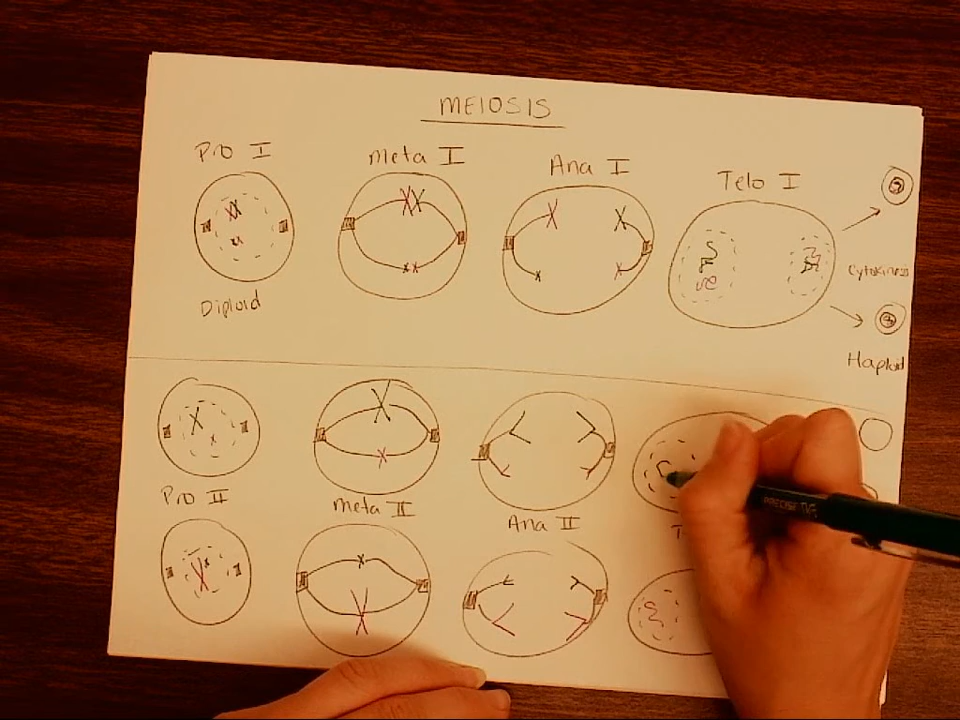 MEIOSIS
Pro I
Meta I
Ana I
Telo I
Cytokinesis
Diploid
Haploid
Pro II
Meta II
Ana II